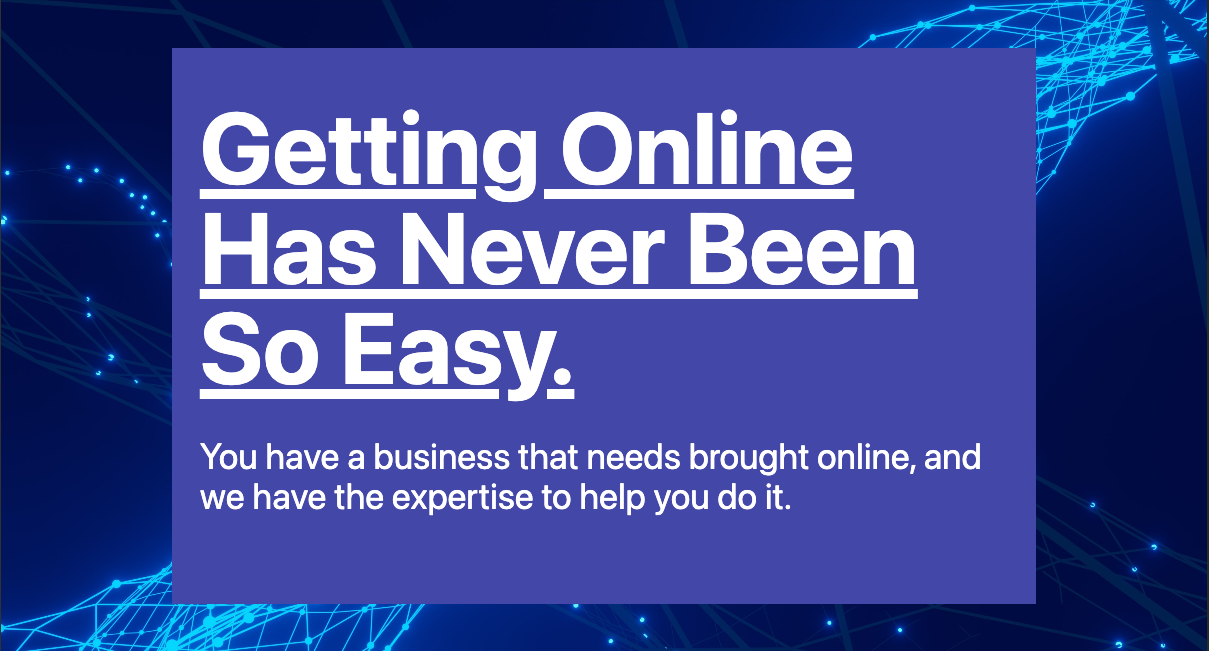 Getting Online
Has Never Been
So Easy.
You have a business that needs brought online, and
we have the expertise to help you do it.